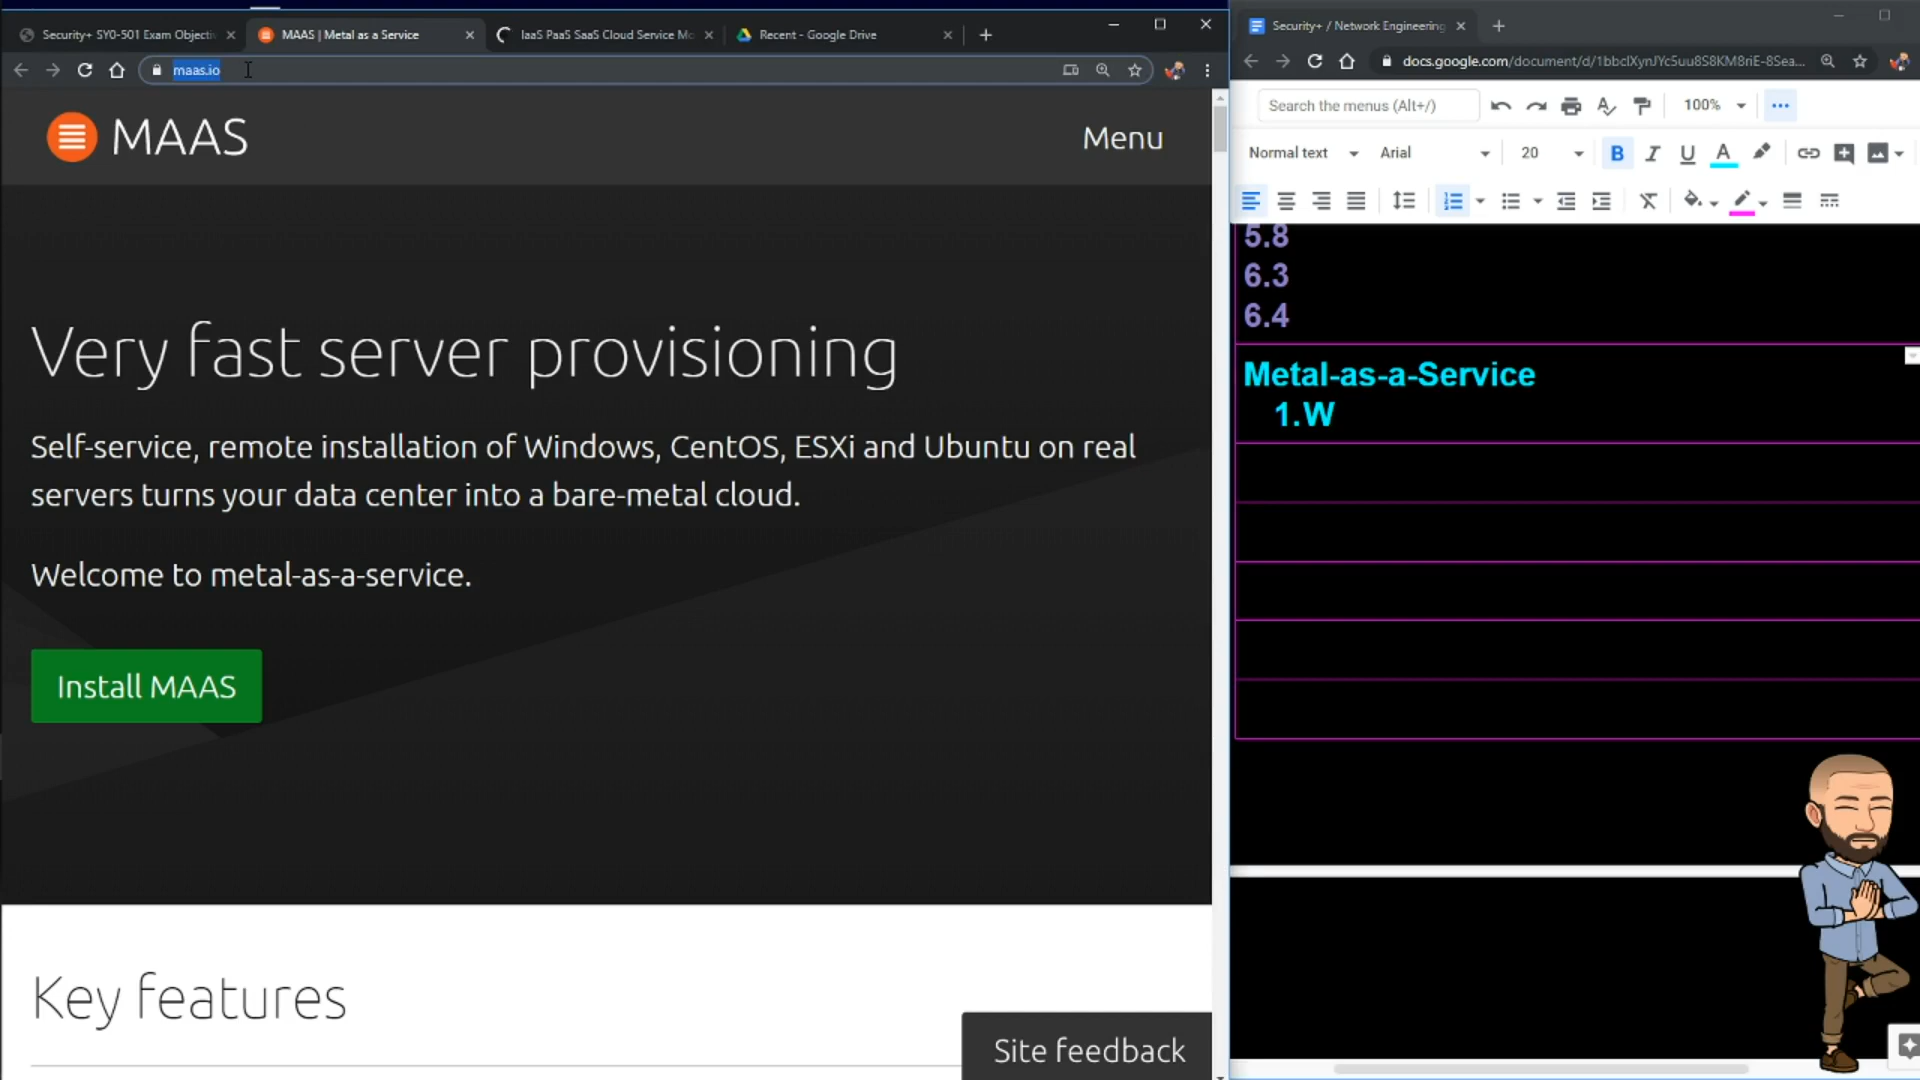 Security+ SY0-501 Exam Objecti
MAAS | Metal as a Service
IaaS PaaS SaaS Cloud Service Mo
Recent - Google Drive
maas.io
MAAS
Menu
Very fast server provisioning
Self-service, remote installation of Windows, CentOS, ESXi and Ubuntu on real
servers turns your data center into a bare-metal cloud.
Welcome to metal-as-a-service.
Install MAAS
Key features
Site feedback
Security+ / Network Engineering
docs.google.com/document/d/1bbclXynJYc5uu8S8KM8riE-8Sea...
Search the menus (Alt+/)
100%
Normal text
Arial
20
B
I
U
A
5.8
6.3
6.4
Metal-as-a-Service
1. W